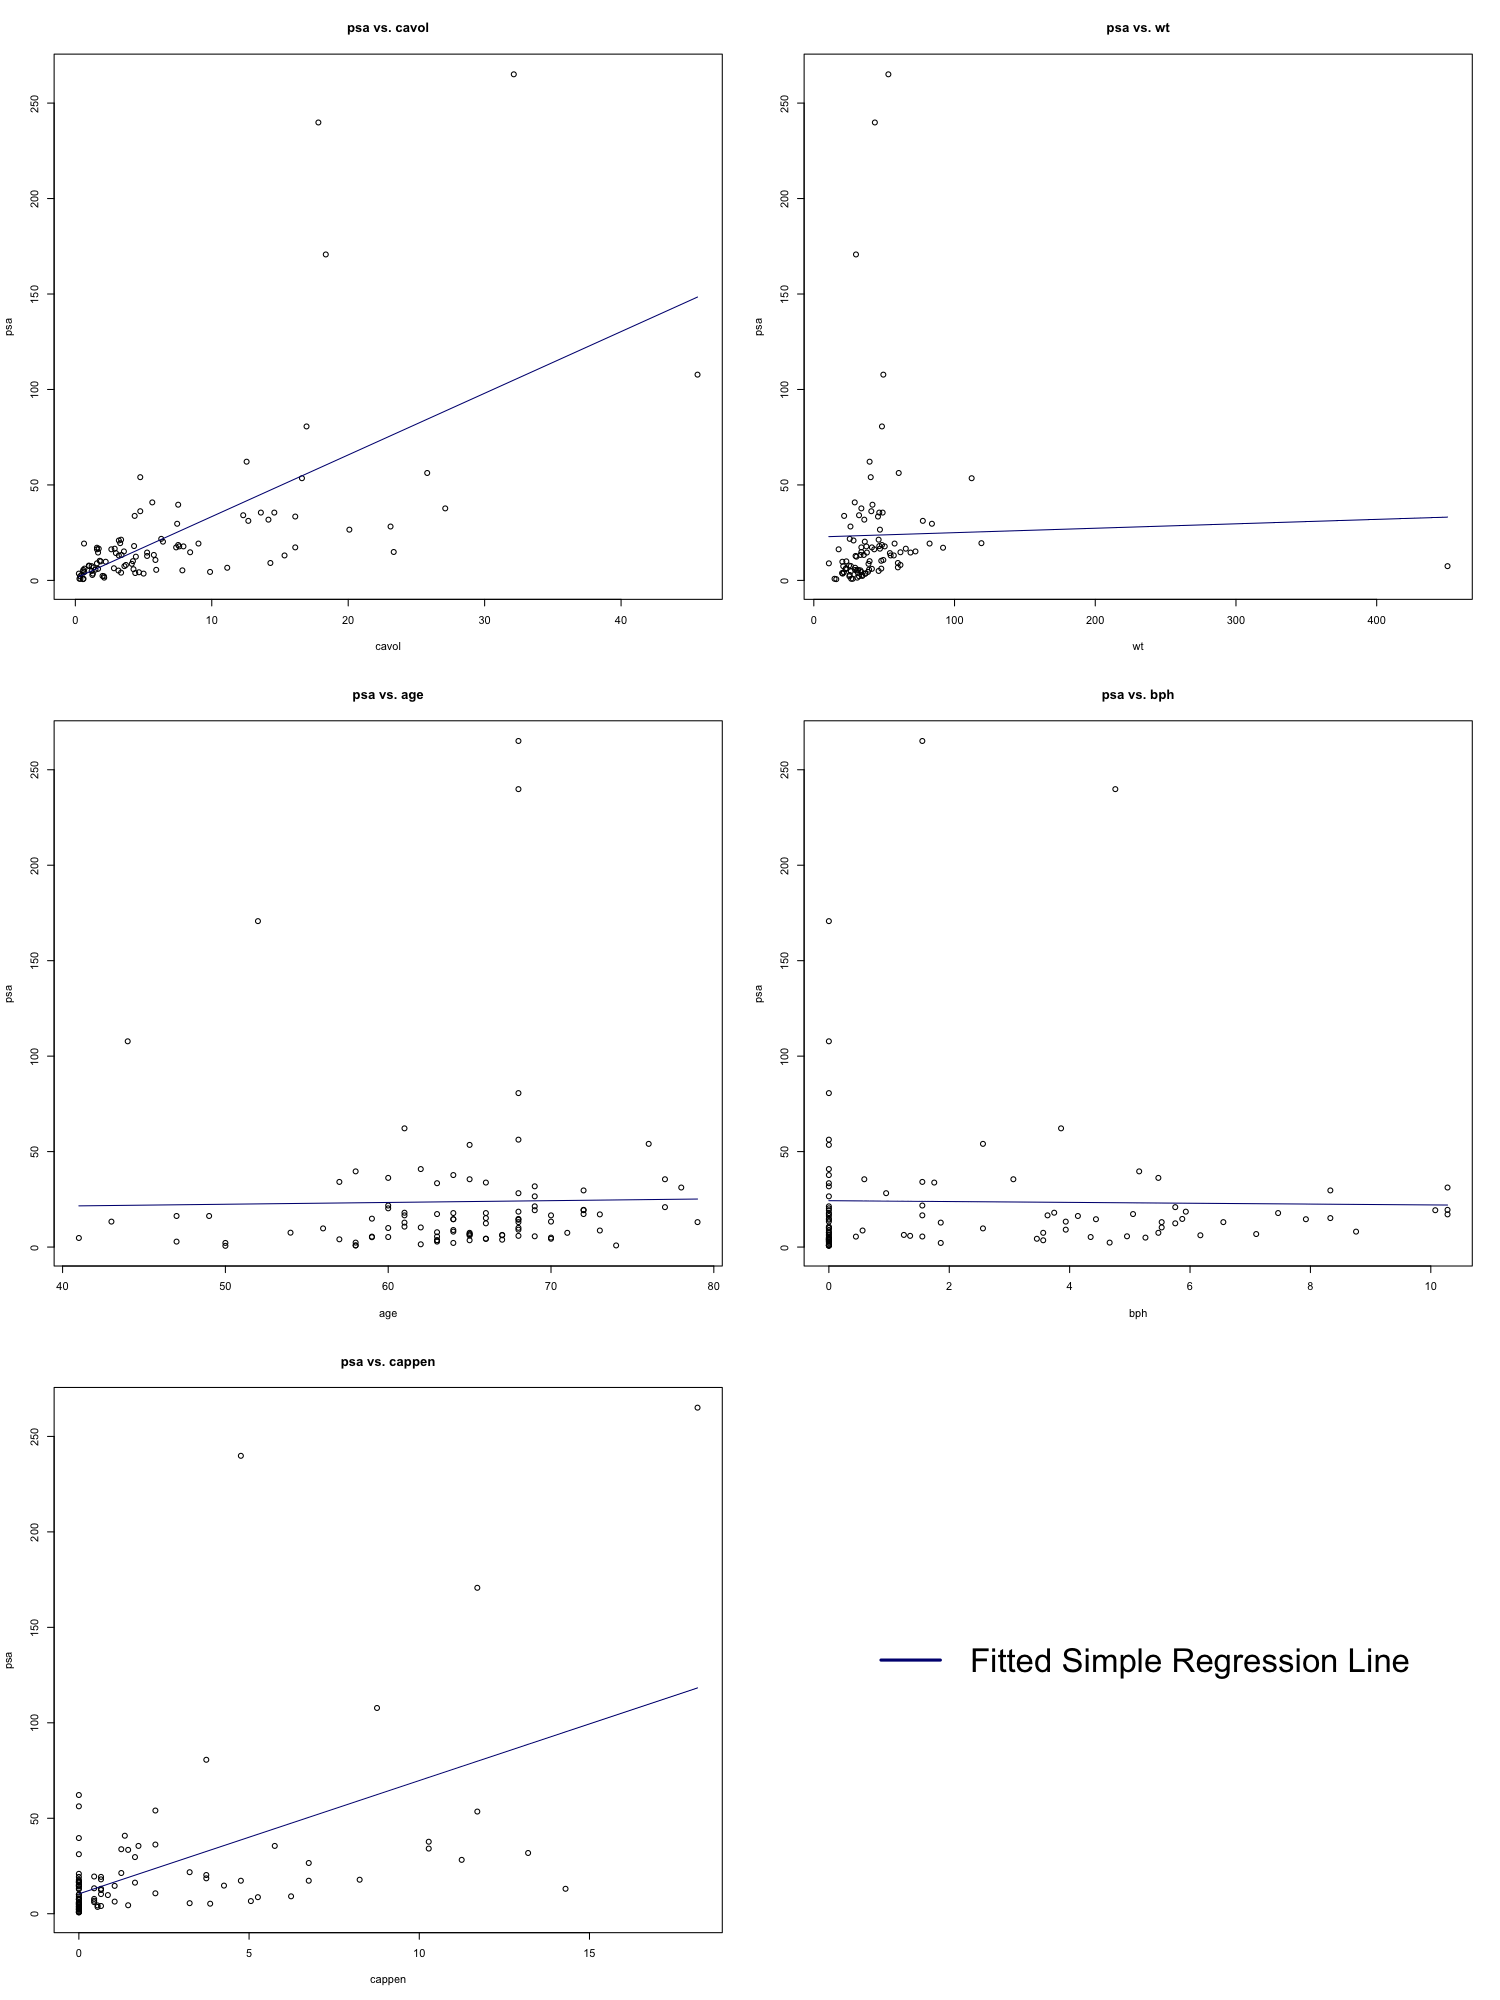 psa vs. cavol
psa
250
200
150
100
50
0
0 10 20 30 40
cavol
psa vs. wt
psa
250
200
150
100
50
0
0 100 200 300 400
wt
psa vs. age
psa
250
200
150
100
50
0
40 50 60 70 80
age
psa vs. bph
psa
250
200
150
100
50
0
0 2 4 6 8 10
bph
psa vs. cappen
psa
250
200
150
100
50
0
0 5 10 15
cappen
Fitted Simple Regression Line